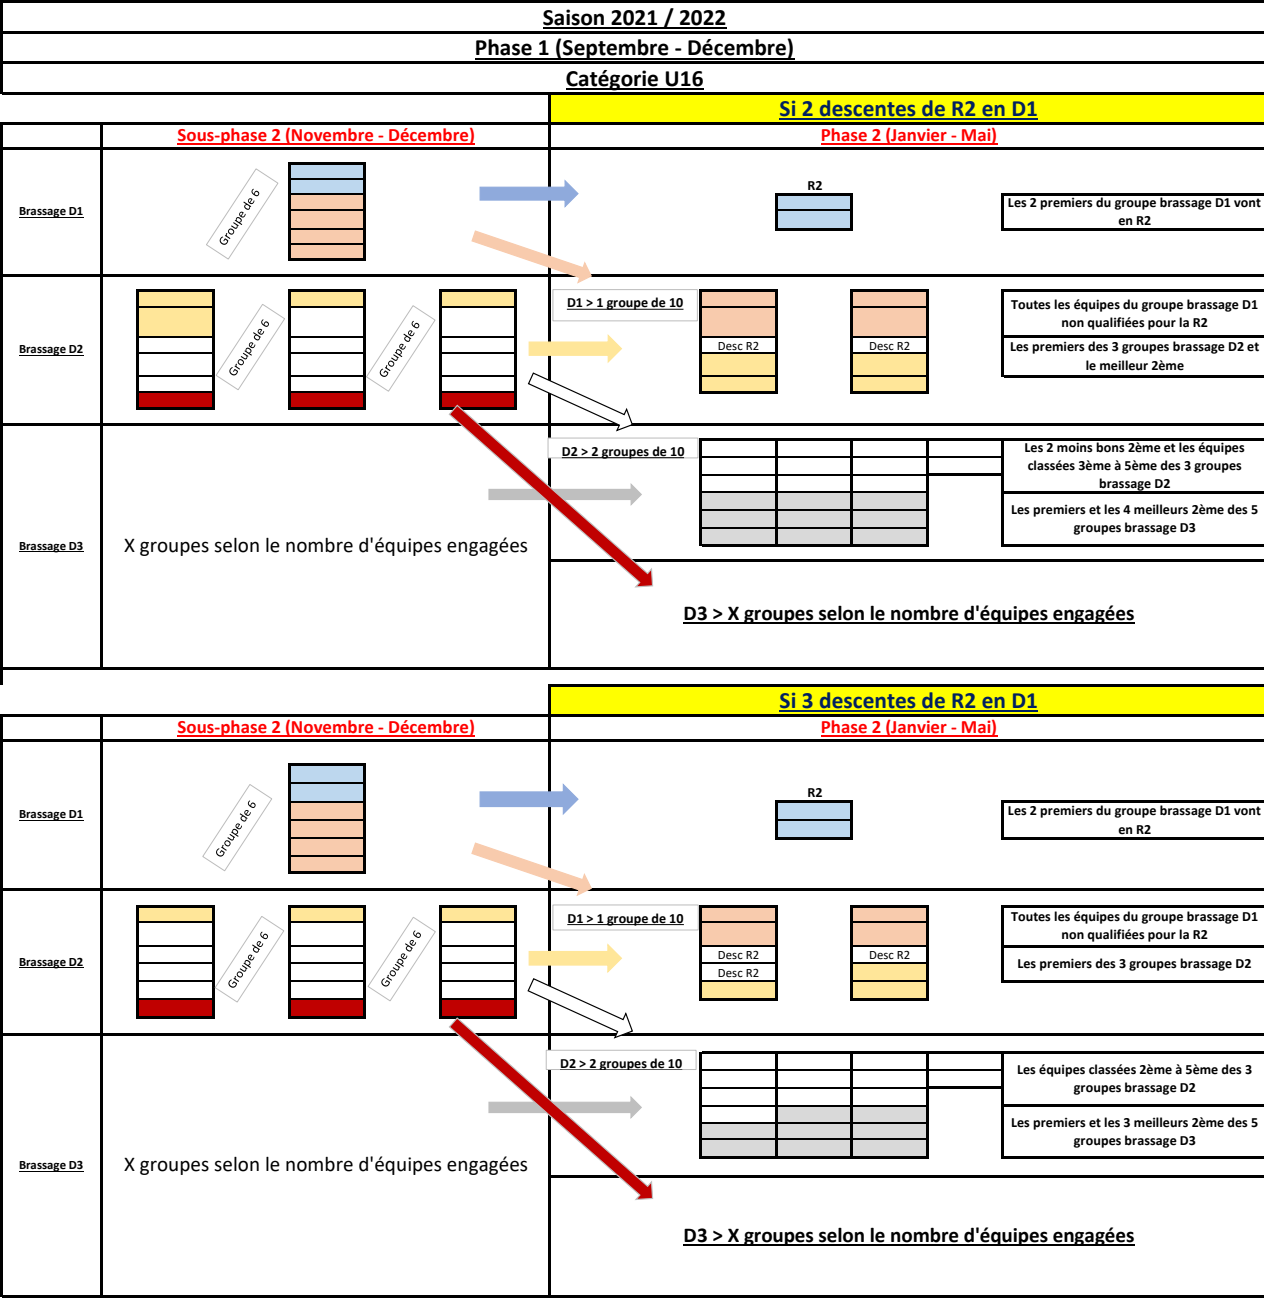 Saison 2021 / 2022
Phase 1 (Septembre - Décembre)
Catégorie U16
Si 2 descentes de R2 en D1
Sous-phase 2 (Novembre - Décembre)
Phase 2 (Janvier - Mai)
Brassage D1
Groupe de 6
R2
Les 2 premiers du groupe brassage D1 vont
en R2
Brassage D2
Groupe de 6
Groupe de 6
D1 > 1 groupe de 10
Desc R2
Desc R2
Toutes les équipes du groupe brassage D1
non qualifiées pour la R2
Les premiers des 3 groupes brassage D2 et
le meilleur 2ème
Brassage D3
X groupes selon le nombre d'équipes engagées
D2 > 2 groupes de 10
Les 2 moins bons 2ème et les équipes
classées 3ème à 5ème des 3 groupes
brassage D2
Les premiers et les 4 meilleurs 2ème des 5
groupes brassage D3
D3 > X groupes selon le nombre d'équipes engagées
Si 3 descentes de R2 en D1
Sous-phase 2 (Novembre - Décembre)
Phase 2 (Janvier - Mai)
Brassage D1
Groupe de 6
R2
Les 2 premiers du groupe brassage D1 vont
en R2
Brassage D2
Groupe de 6
Groupe de 6
D1 > 1 groupe de 10
Desc R2
Desc R2
Desc R2
Toutes les équipes du groupe brassage D1
non qualifiées pour la R2
Les premiers des 3 groupes brassage D2
Brassage D3
X groupes selon le nombre d'équipes engagées
D2 > 2 groupes de 10
Les équipes classées 2ème à 5ème des 3
groupes brassage D2
Les premiers et les 3 meilleurs 2ème des 5
groupes brassage D3
D3 > X groupes selon le nombre d'équipes engagées